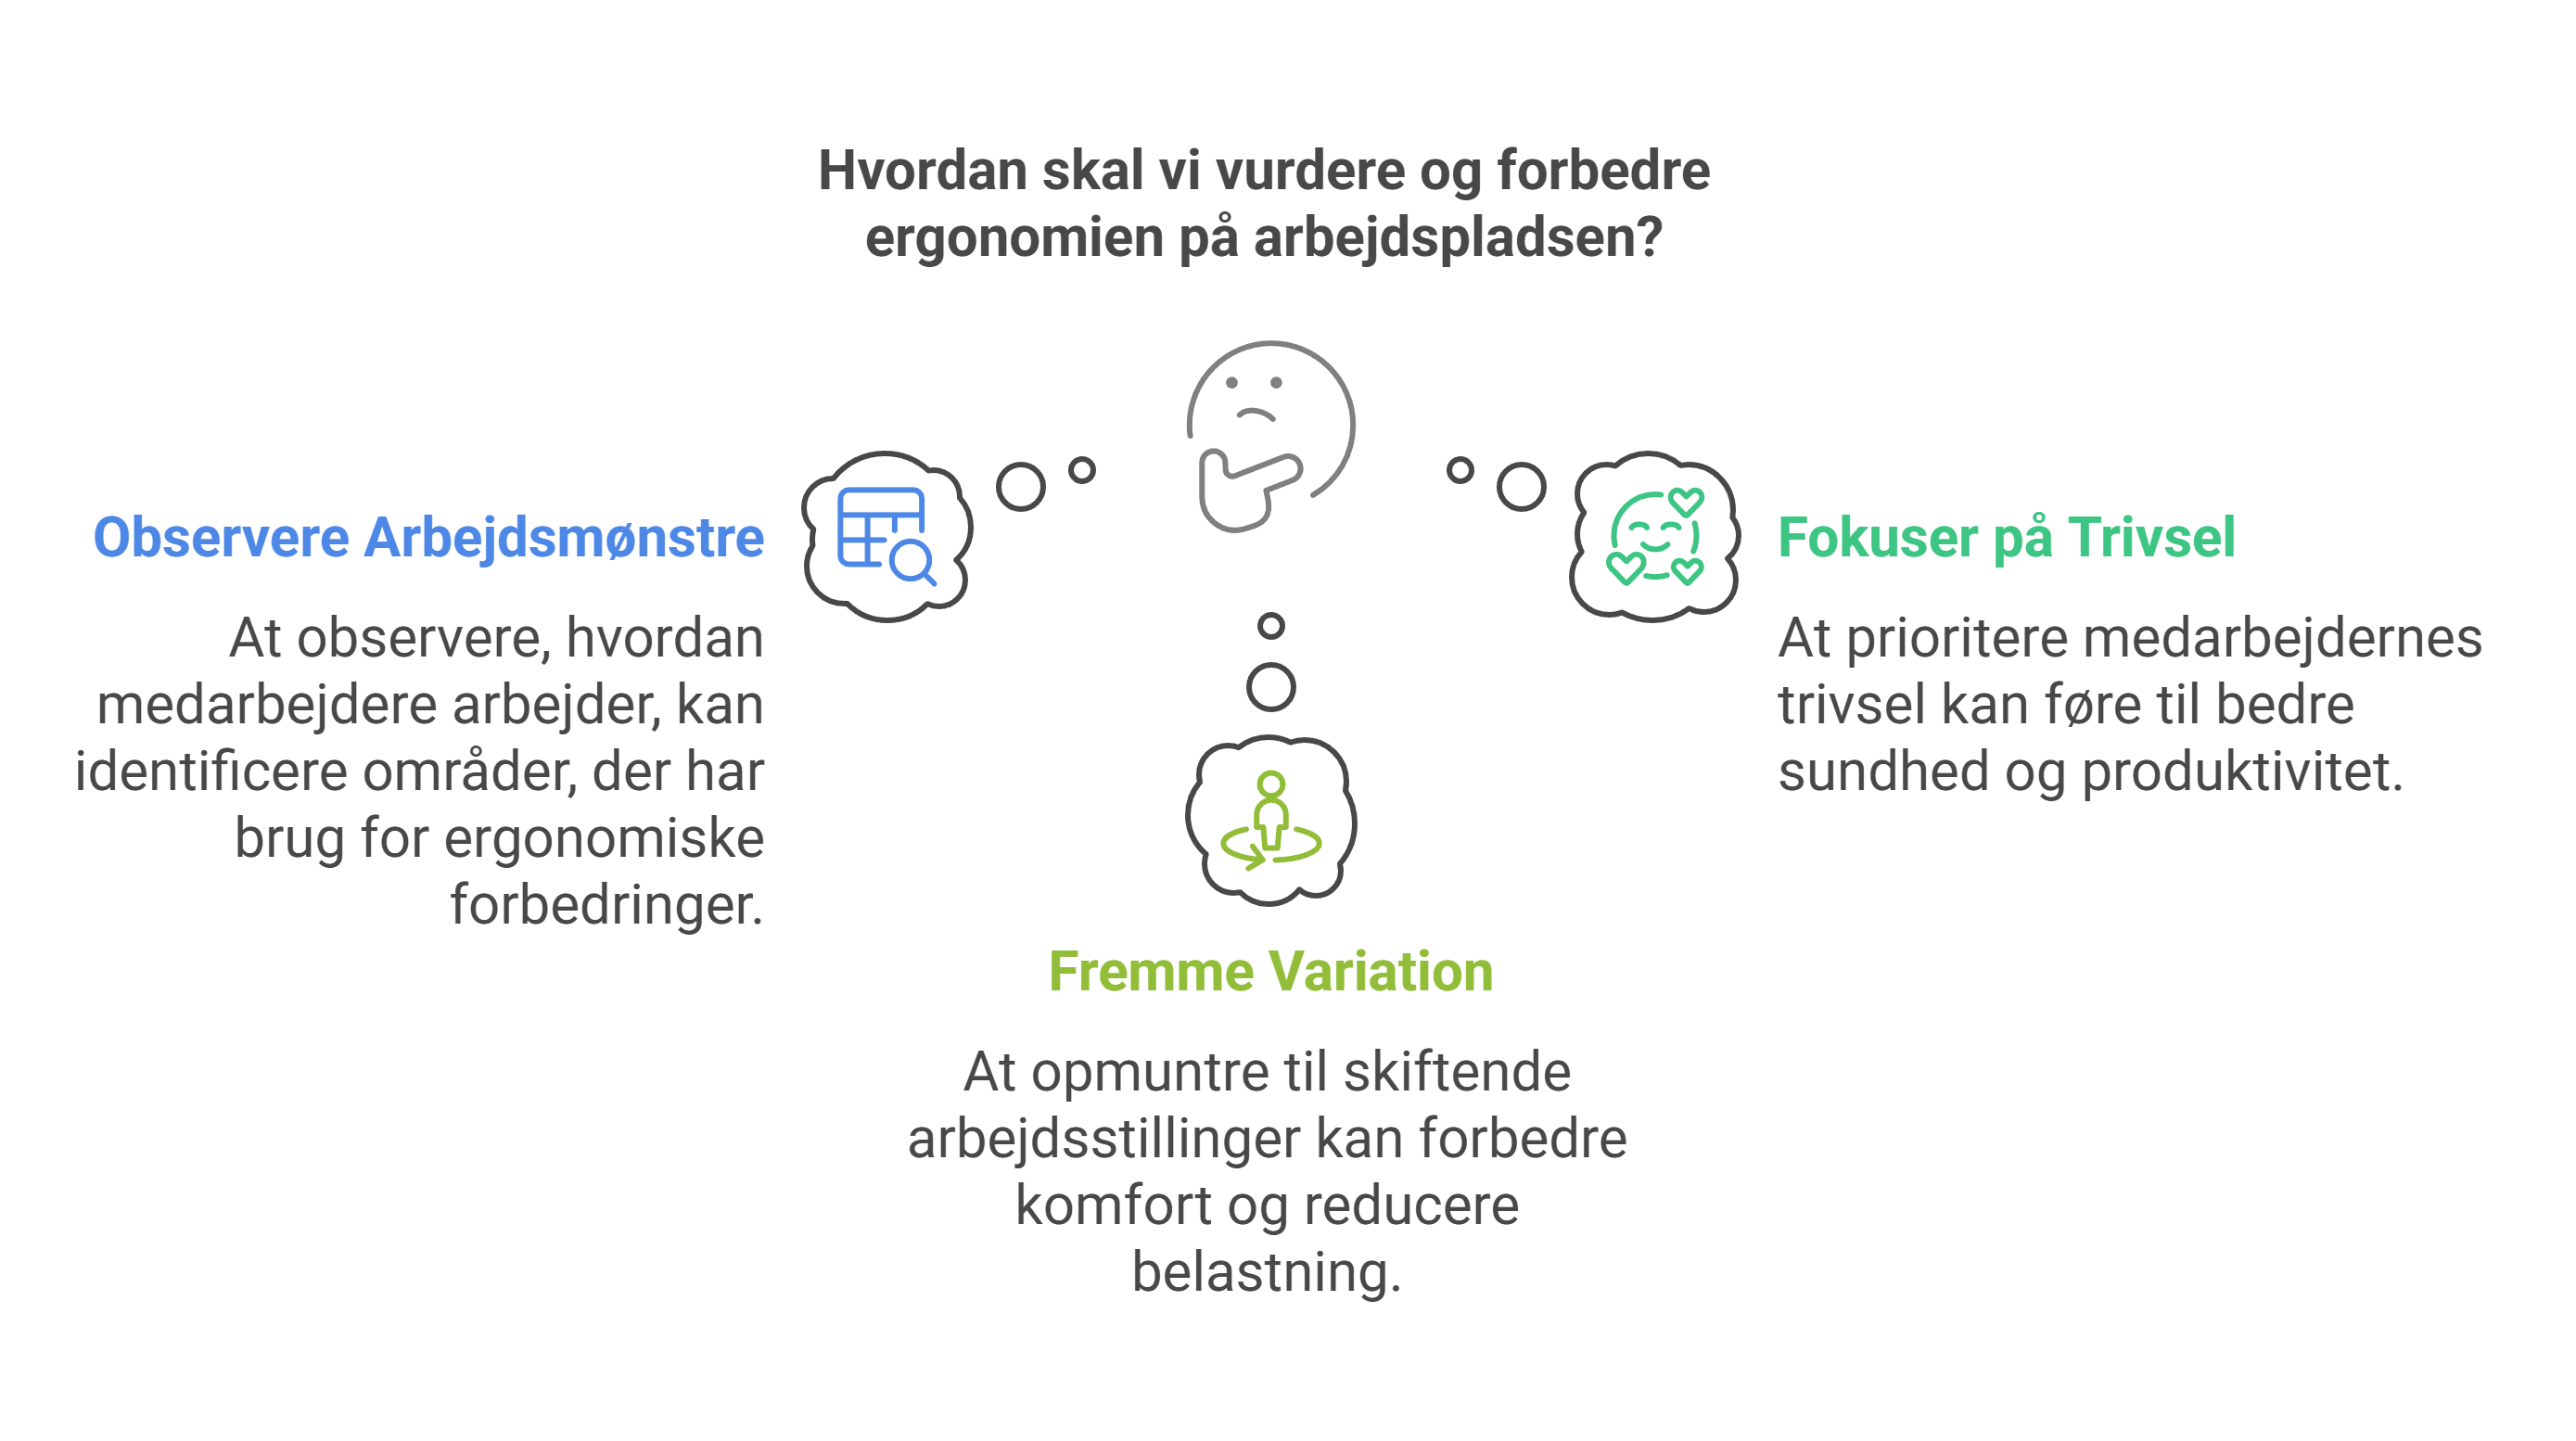 Hvordan skal vi vurdere og forbedre
ergonomien på arbejdspladsen?
Observere Arbejdsmønstre
At observere, hvordan
medarbejdere arbejder, kan
identificere områder, der har
brug for ergonomiske
forbedringer.
Fokuser på Trivsel
At prioritere medarbejdernes
trivsel kan føre til bedre
sundhed og produktivitet.
Fremme Variation
At opmuntre til skiftende
arbejdsstillinger kan forbedre
komfort og reducere
belastning.